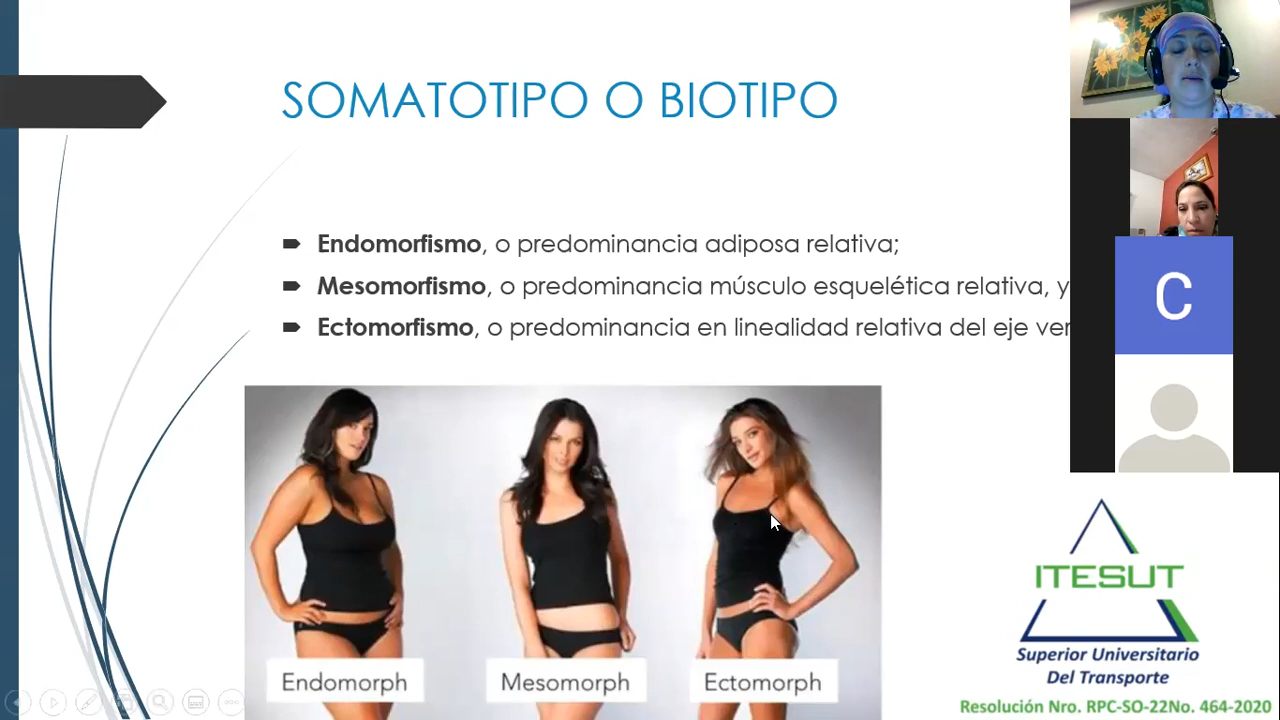 SOMATOTIPO O BIOTIPO
Endomorfismo, o predominancia adiposa relativa;
Mesomorfismo, o predominancia músculo esquelética relativa, y
Ectomorfismo, o predominancia en linealidad relativa del eje ver
C
Endomorph
Mesomorph
Ectomorph
ITESUT
Superior Universitario
Del Transporte
Resolución Nro. RPC-SO-22No. 464-2020